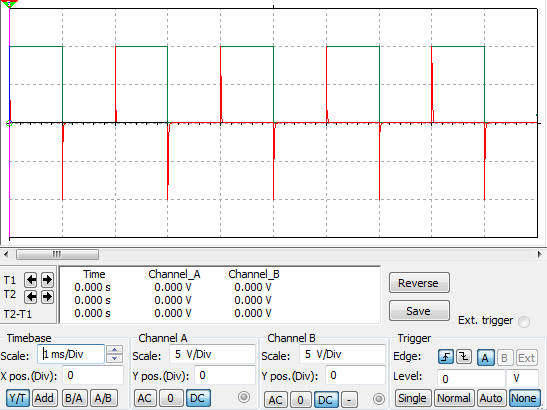 T1
T2
T2-T1
Time Channel_A Channel_B
0.000 s 0.000 V 0.000 V
0.000 s 0.000 V 0.000 V
0.000 s 0.000 V 0.000 V
Reverse
Save
Ext. trigger
Timebase
Scale: 1 ms/Div
X pos.(Div): 0
Y/T Add B/A A/B
Channel A
Scale: 5 V/Div
Y pos.(Div): 0
AC 0 DC
Channel B
Scale: 5 V/Div
Y pos.(Div): 0
AC 0 DC -
Trigger
Edge: A B Ext
Level: 0 V
Single Normal Auto None